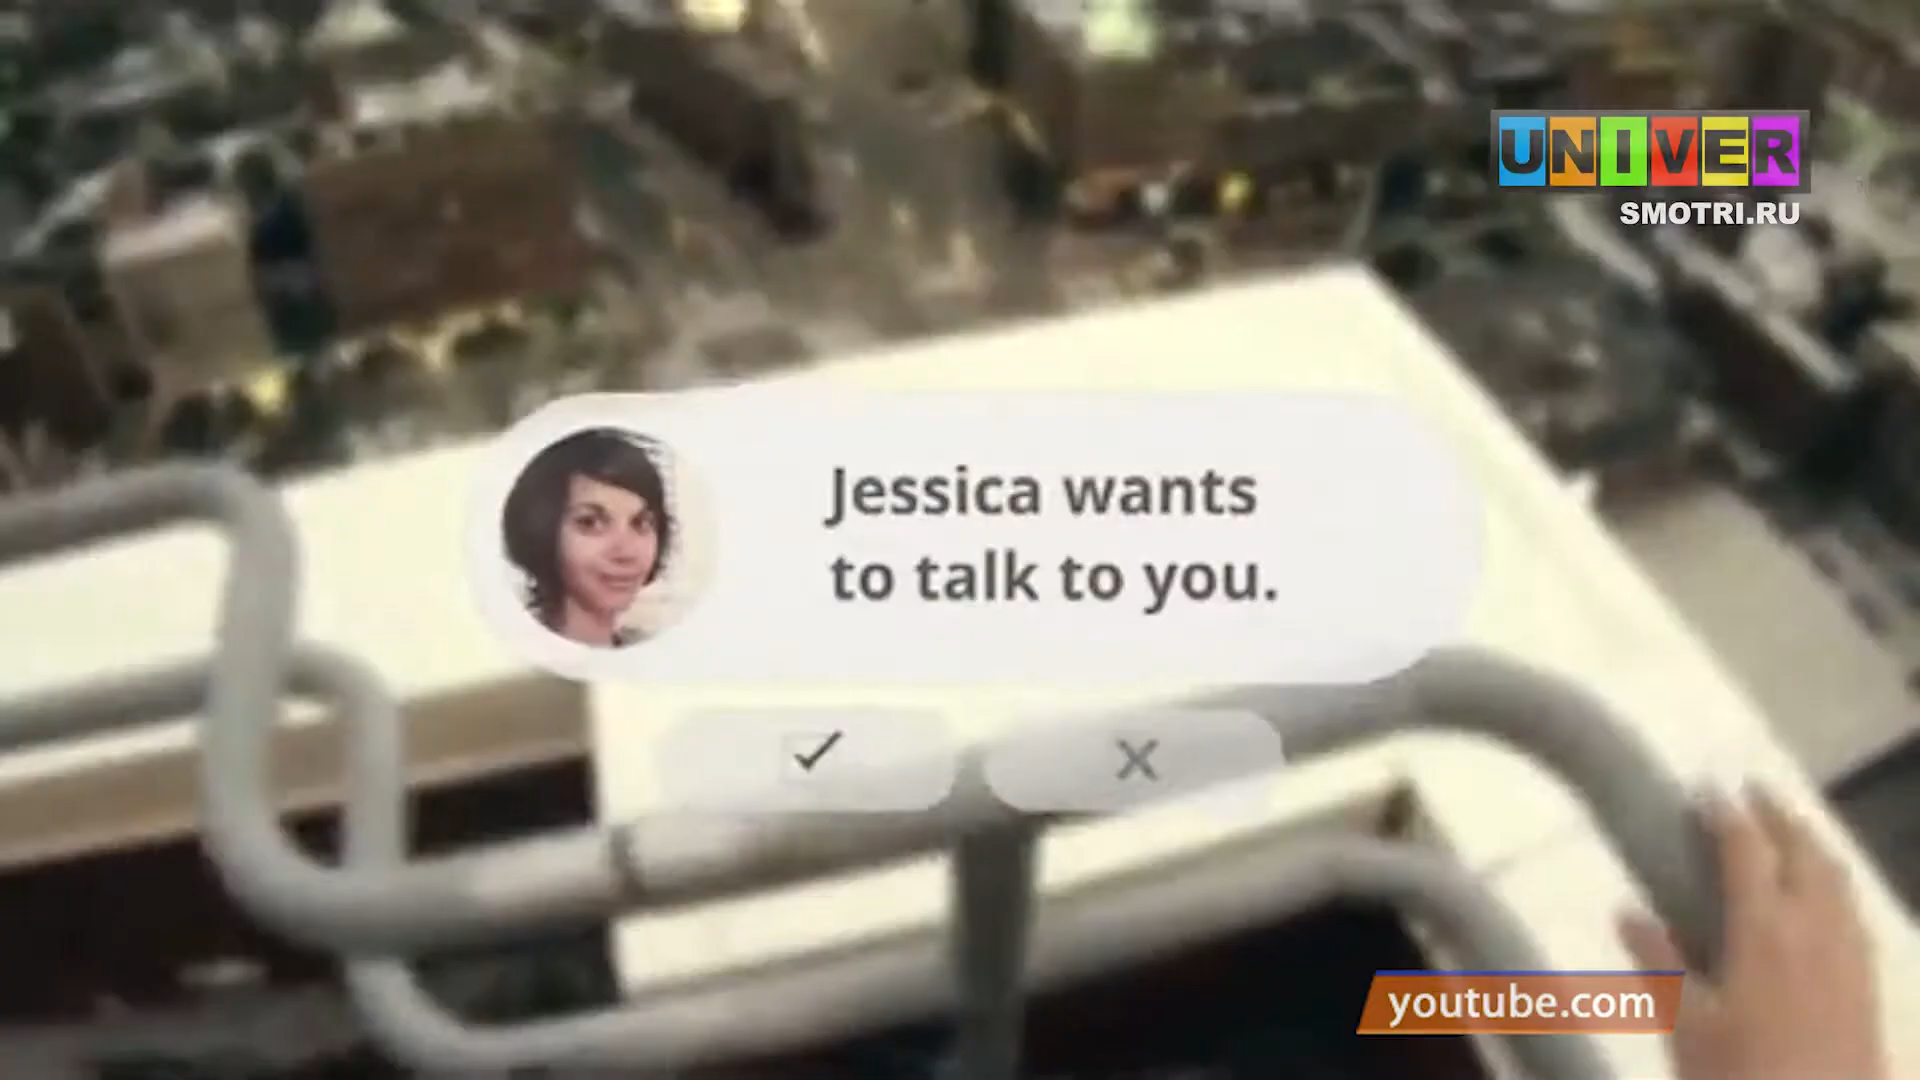 UNIVER
SMOTRI.RU
Jessica wants
to talk to you.
youtube.com